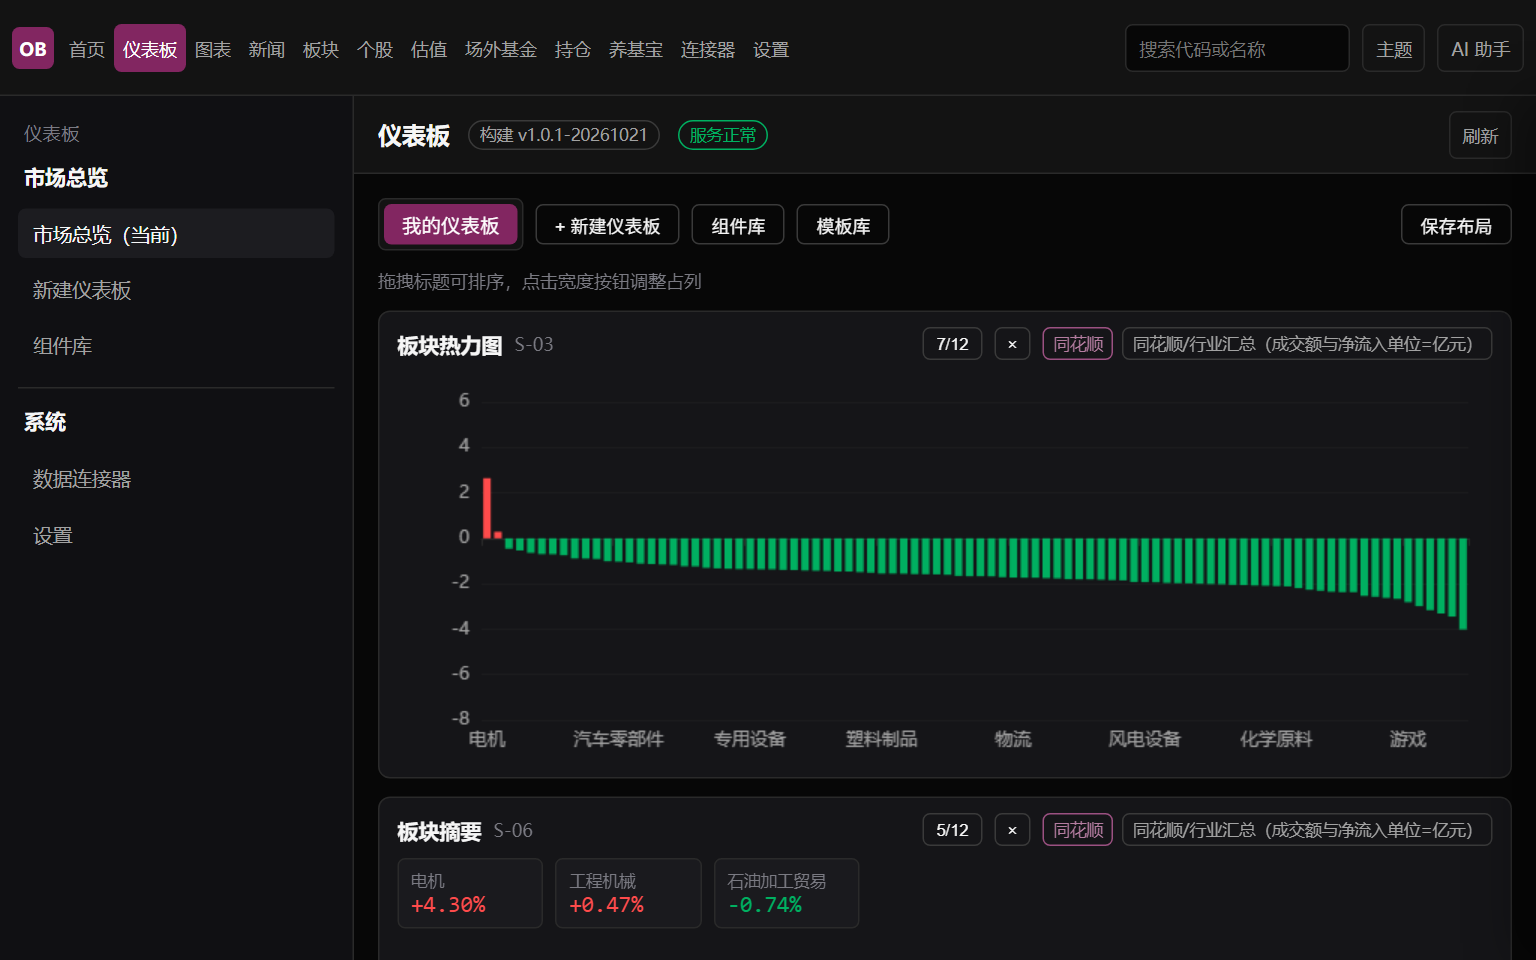 OB 首页 仪表板 图表 新闻 板块 个股 估值 场外基金 持仓 养基宝 连接器 设置 搜索代码或名称 主题 AI 助手
仪表板
市场总览
市场总览（当前）
新建仪表板
组件库
系统
数据连接器
设置
仪表板 构建 v1.0.1-20261021 服务正常 刷新
我的仪表板 + 新建仪表板 组件库 模板库 保存布局
拖拽标题可排序，点击宽度按钮调整占列
板块热力图 S-03 7/12 × 同花顺 同花顺/行业汇总（成交额与净流入单位=亿元）
6
4
2
0
-2
-4
-6
-8
电机 汽车零部件 专用设备 塑料制品 物流 风电设备 化学原料 游戏
板块摘要 S-06 5/12 × 同花顺 同花顺/行业汇总（成交额与净流入单位=亿元）
电机 工程机械 石油加工贸易
+4.30% +0.47% -0.74%